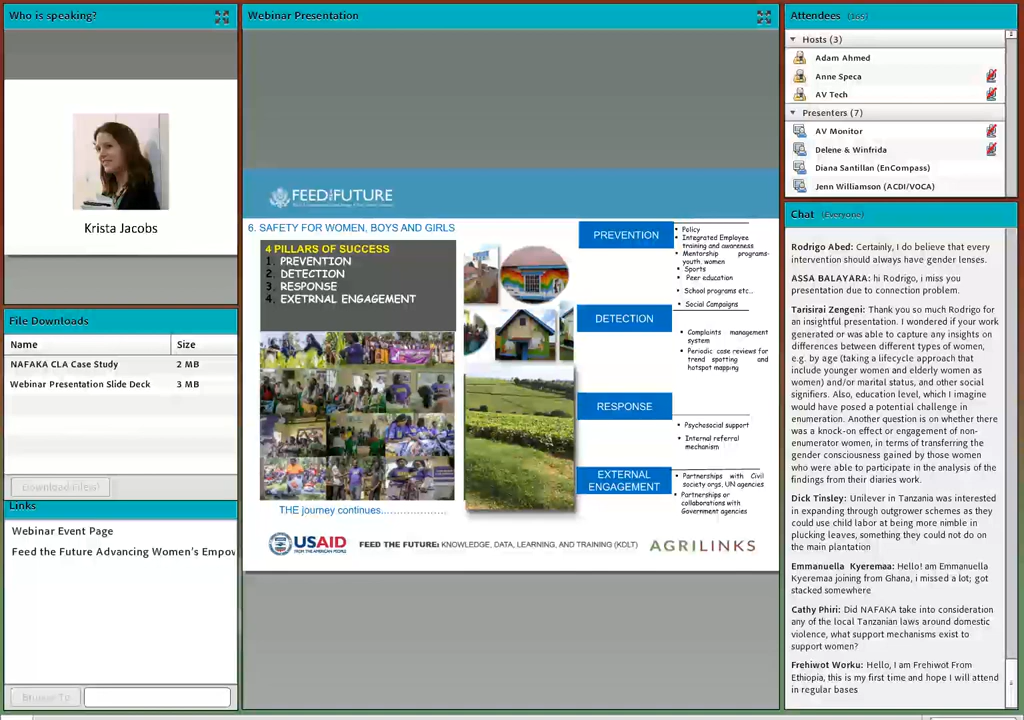 Who is speaking?
Krista Jacobs
File Downloads
Name Size
NAFAKA CLA Case Study 2 MB
Webinar Presentation Slide Deck 3 MB
Download File(s)
Links
Webinar Event Page
Feed the Future Advancing Women's Empow
Browse To
Webinar Presentation
FEED THE FUTURE
6. SAFETY FOR WOMEN, BOYS AND GIRLS
4 PILLARS OF SUCCESS
1. PREVENTION
2. DETECTION
3. RESPONSE
4. EXETRNAL ENGAGEMENT
THE journey continues...................
PREVENTION
• Policy
• Integrated Employee
training and awareness
• Mentorship programs-
youth, women
• Sports
• Peer education
• School programs etc..
• Social Campaigns
DETECTION
• Complaints management
system
• Periodic case reviews for
trend spotting and
hotspot mapping
RESPONSE
• Psychosocial support
• Internal referral
mechanism
EXTERNAL
ENGAGEMENT
• Partnerships with Civil
society orgs, UN agencies
• Partnerships or
collaborations with
Government agencies
USAID
FROM THE AMERICAN PEOPLE
FEED THE FUTURE: KNOWLEDGE, DATA, LEARNING, AND TRAINING (KDLT)
AGRILINKS
Attendees (165)
Hosts (3)
Adam Ahmed
Anne Speca
AV Tech
Presenters (7)
AV Monitor
Delene & Winfrida
Diana Santillan (EnCompass)
Jenn Williamson (ACDI/VOCA)
Chat (Everyone)
Rodrigo Abed: Certainly, I do believe that every
intervention should always have gender lenses.
ASSA BALAYARA: hi Rodrigo, i miss you
presentation due to connection problem.
Tarisirai Zengeni: Thank you so much Rodrigo for
an insightful presentation. I wondered if your work
generated or was able to capture any insights on
differences between different types of women,
e.g. by age (taking a lifecycle approach that
include younger women and elderly women as
women) and/or marital status, and other social
signifiers. Also, education level, which I imagine
would have posed a potential challenge in
enumeration. Another question is on whether there
was a knock-on effect or engagement of non-
enumerator women, in terms of transferring the
gender consciousness gained by those women
who were able to participate in the analysis of the
findings from their diaries work.
Dick Tinsley: Unilever in Tanzania was interested
in expanding through outgrower schemes as they
could use child labor at being more nimble in
plucking leaves, something they could not do on
the main plantation
Emmanuella Kyeremaa: Hello! am Emmanuella
Kyeremaa joining from Ghana, i missed a lot; got
stacked somewhere
Cathy Phiri: Did NAFAKA take into consideration
any of the local Tanzanian laws around domestic
violence, what support mechanisms exist to
support women?
Frehiwot Worku: Hello, I am Frehiwot From
Ethiopia, this is my first time and hope I will attend
in regular bases